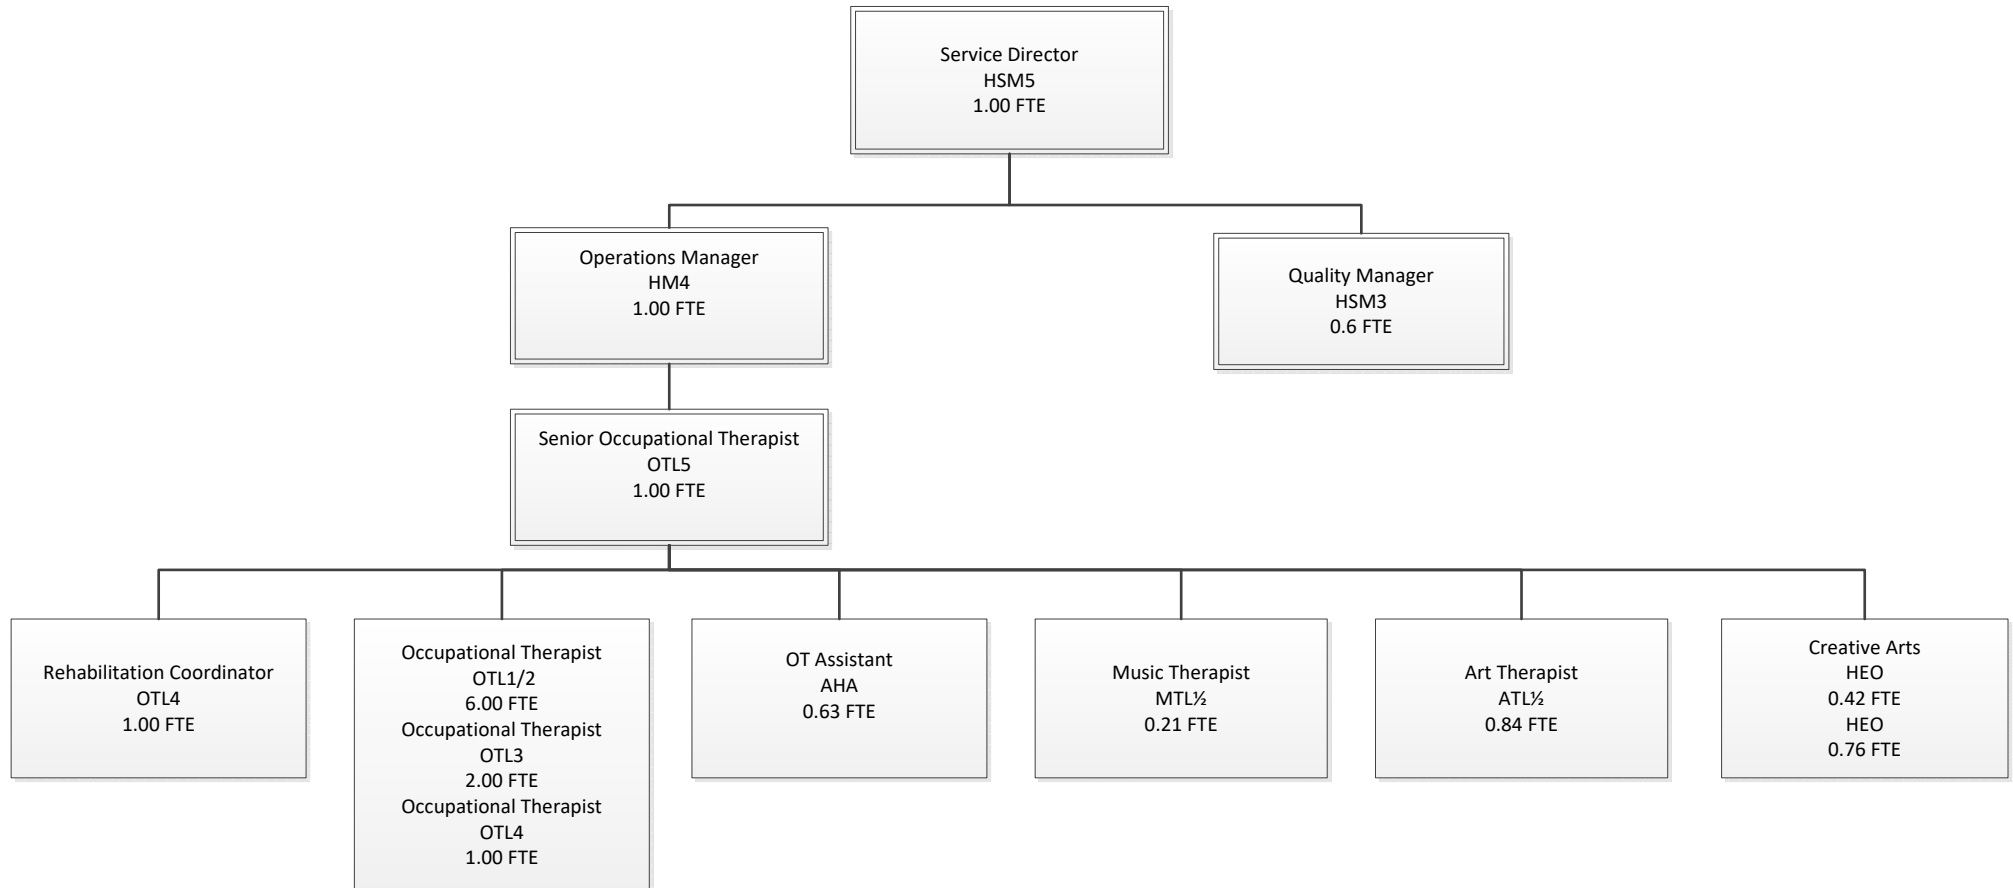 Service Director
HSM5
1.00 FTE
Operations Manager
HM4
1.00 FTE
Quality Manager
HSM3
0.6 FTE
Senior Occupational Therapist
OTL5
1.00 FTE
Rehabilitation Coordinator
OTL4
1.00 FTE
Occupational Therapist
OTL1/2
6.00 FTE
Occupational Therapist
OTL3
2.00 FTE
Occupational Therapist
OTL4
1.00 FTE
OT Assistant
AHA
0.63 FTE
Music Therapist
MTL½
0.21 FTE
Art Therapist
ATL½
0.84 FTE
Creative Arts
HEO
0.42 FTE
HEO
0.76 FTE